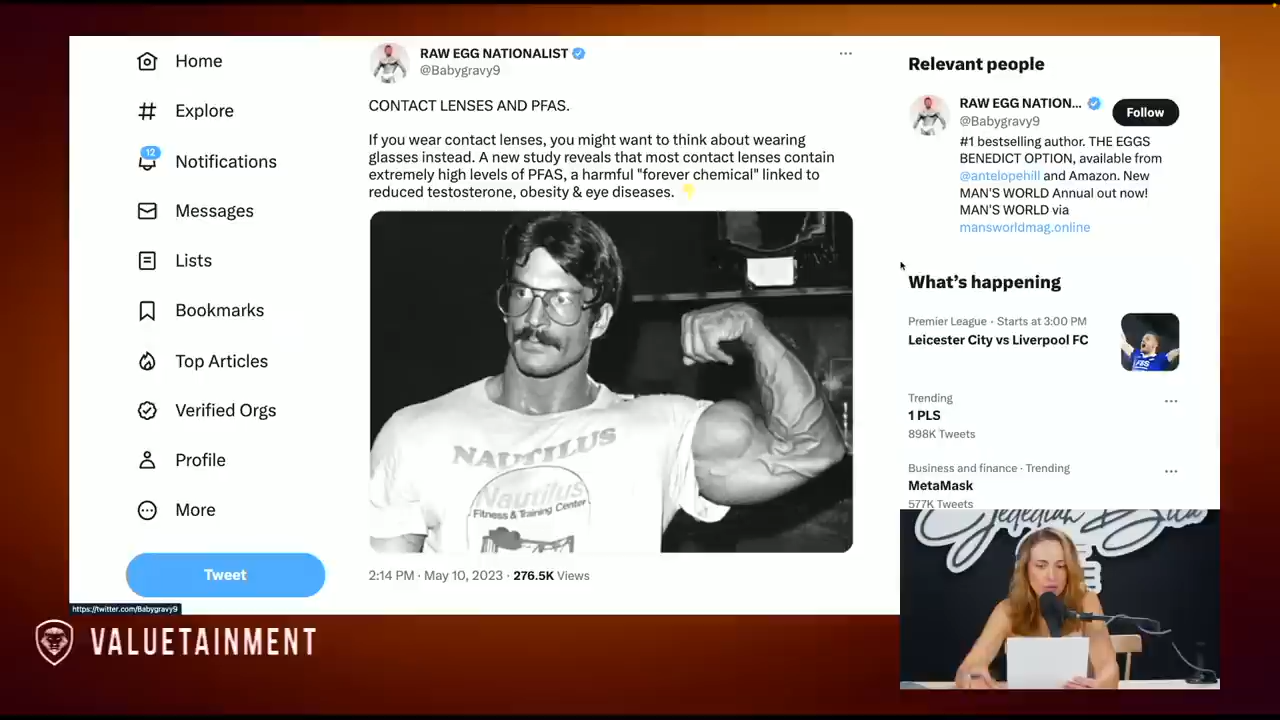 Home
Explore
12
Notifications
Messages
Lists
Bookmarks
Top Articles
Verified Orgs
Profile
More
Tweet
https://twitter.com/Babygravy9
RAW EGG NATIONALIST
@Babygravy9
CONTACT LENSES AND PFAS.
If you wear contact lenses, you might want to think about wearing
glasses instead. A new study reveals that most contact lenses contain
extremely high levels of PFAS, a harmful "forever chemical" linked to
reduced testosterone, obesity & eye diseases.
NAUTILUS
Nautilus
Fitness & Training Center
2:14 PM · May 10, 2023 · 276.5K Views
Relevant people
RAW EGG NATION...
@Babygravy9
Follow
#1 bestselling author. THE EGGS
BENEDICT OPTION, available from
@antelopehill and Amazon. New
MAN'S WORLD Annual out now!
MAN'S WORLD via
mansworldmag.online
What's happening
Premier League · Starts at 3:00 PM
Leicester City vs Liverpool FC
Trending
1 PLS
898K Tweets
Business and finance · Trending
MetaMask
577K Tweets
Jedediah Bila
VALUETAINMENT